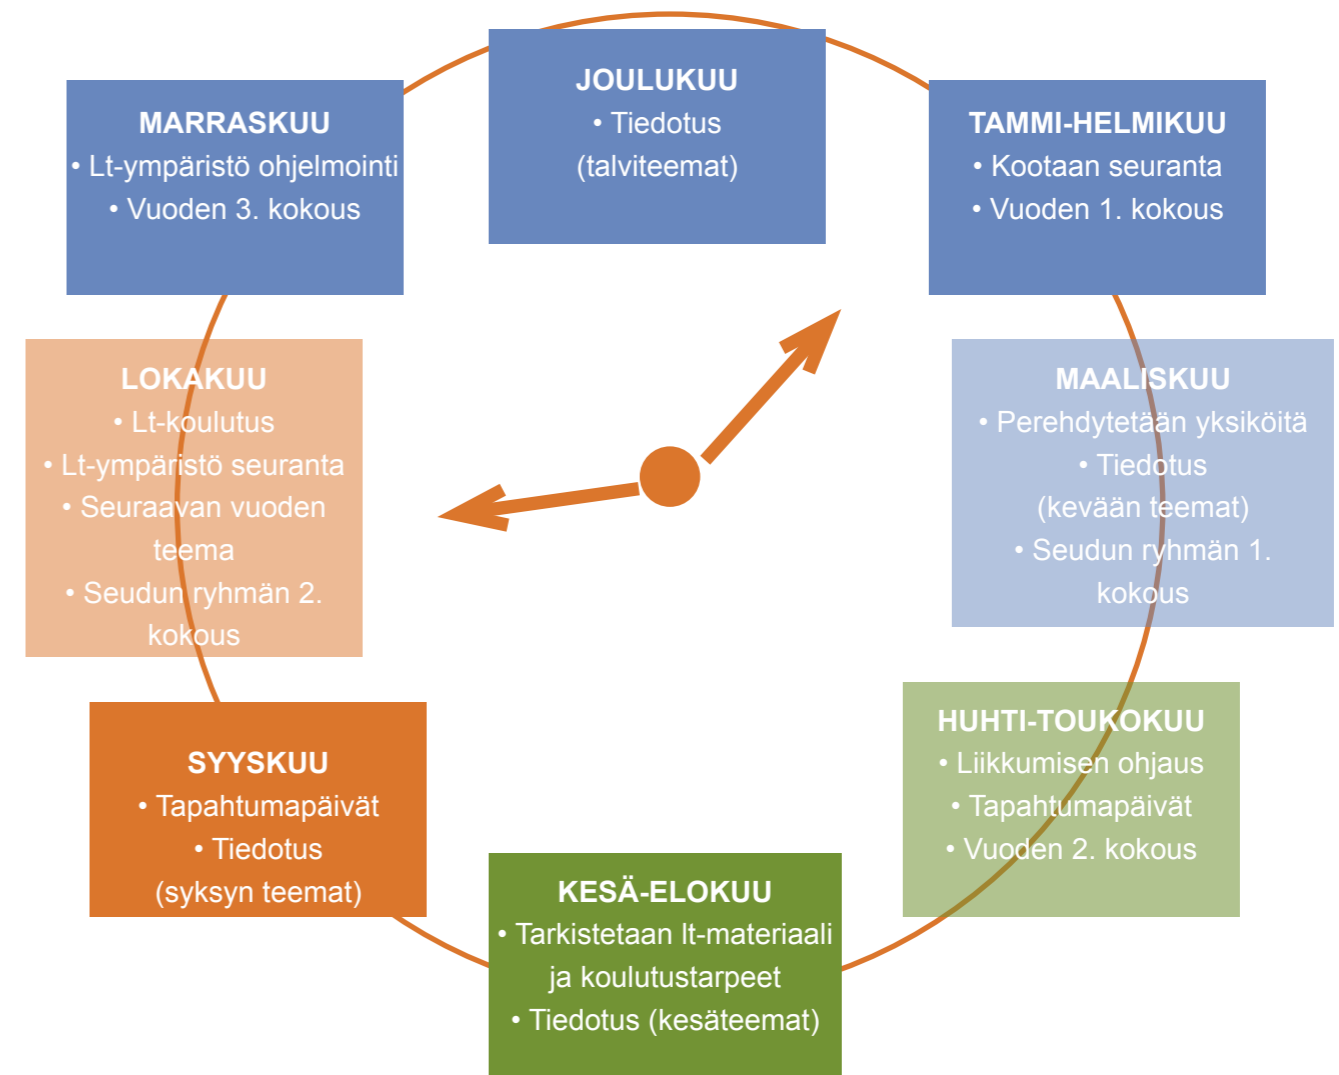 JOULUKUU
• Tiedotus
(talviteemat)
TAMMI-HELMIKUU
• Kootaan seuranta
• Vuoden 1. kokous
MAALISKUU
• Perehdytetään yksiköitä
• Tiedotus
(kevään teemat)
• Seudun ryhmän 1.
kokous
HUHTI-TOUKOKUU
• Liikkumisen ohjaus
• Tapahtumapäivät
• Vuoden 2. kokous
KESÄ-ELOKUU
• Tarkistetaan lt-materiaali
ja koulutustarpeet
• Tiedotus (kesäteemat)
SYYSKUU
• Tapahtumapäivät
• Tiedotus
(syksyn teemat)
LOKAKUU
• Lt-koulutus
• Lt-ympäristö seuranta
• Seuraavan vuoden
teema
• Seudun ryhmän 2.
kokous
MARRASKUU
• Lt-ympäristö ohjelmointi
• Vuoden 3. kokous